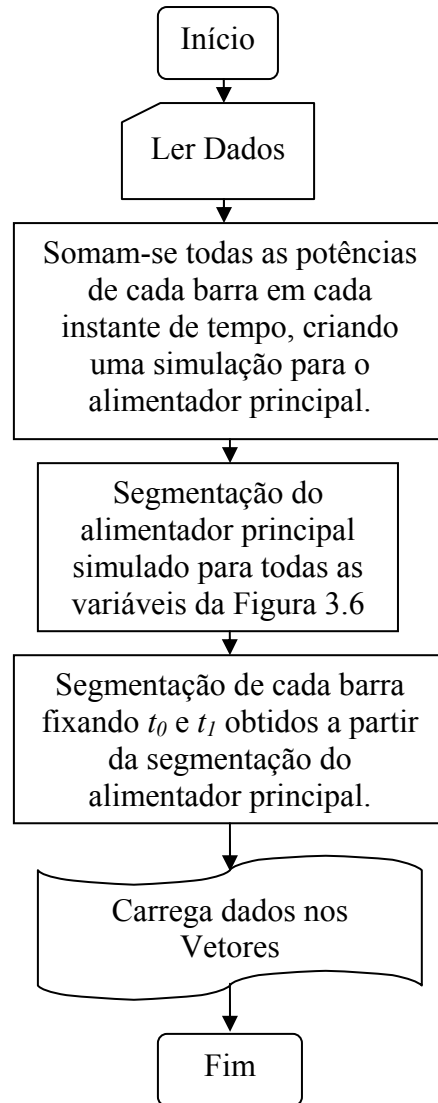 Início
Ler Dados
Somam-se todas as potências
de cada barra em cada
instante de tempo, criando
uma simulação para o
alimentador principal.
Segmentação do
alimentador principal
simulado para todas as
variáveis da Figura 3.6
Segmentação de cada barra
fixando t0 e t1 obtidos a partir
da segmentação do
alimentador principal.
Carrega dados nos
Vetores
Fim